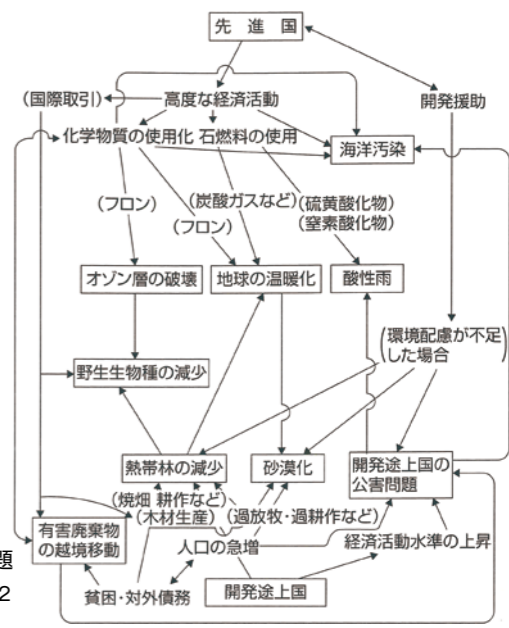 先 進 国
(国際取引)
高度な経済活動
開発援助
化学物質の使用化 石燃料の使用
海洋汚染
(フロン)
(炭酸ガスなど)
(フロン)
(硫黄酸化物)
窒素酸化物)
オゾン層の破壊
地球の温暖化
酸性雨
(環境配慮が不足
した場合)
野生生物種の減少
熱帯林の減少
砂漠化
開発途上国の
公害問題
(焼畑 耕作など)
(木材生産)
(過放牧・過耕作など)
有害廃棄物
の越境移動
人口の急増
経済活動水準の上昇
題
2
貧困・対外債務
開発途上国